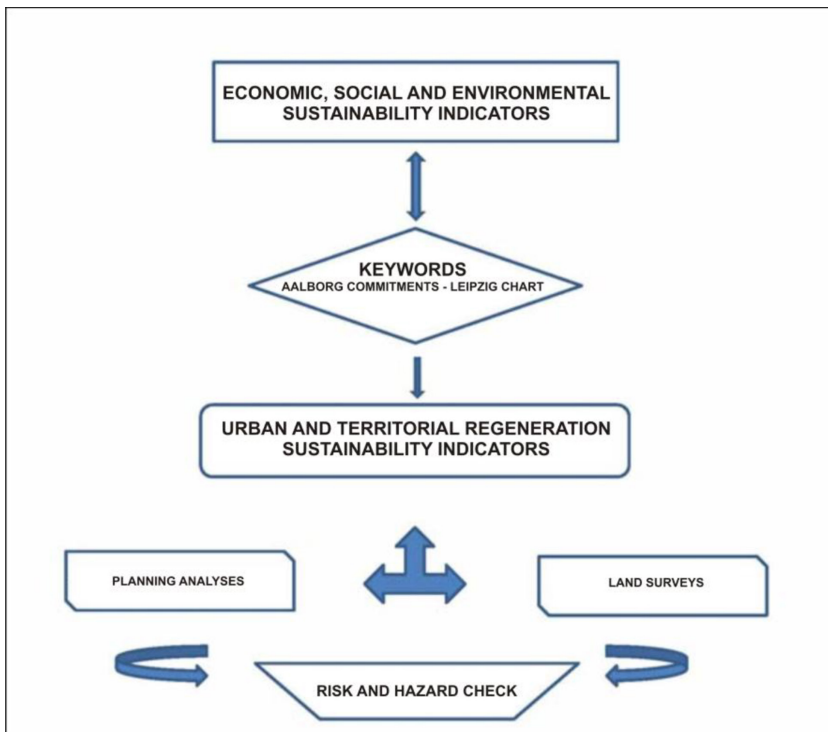 ECONOMIC, SOCIAL AND ENVIRONMENTAL
SUSTAINABILITY INDICATORS
KEYWORDS
AALBORG COMMITMENTS - LEIPZIG CHART
URBAN AND TERRITORIAL REGENERATION
SUSTAINABILITY INDICATORS
PLANNING ANALYSES
LAND SURVEYS
RISK AND HAZARD CHECK